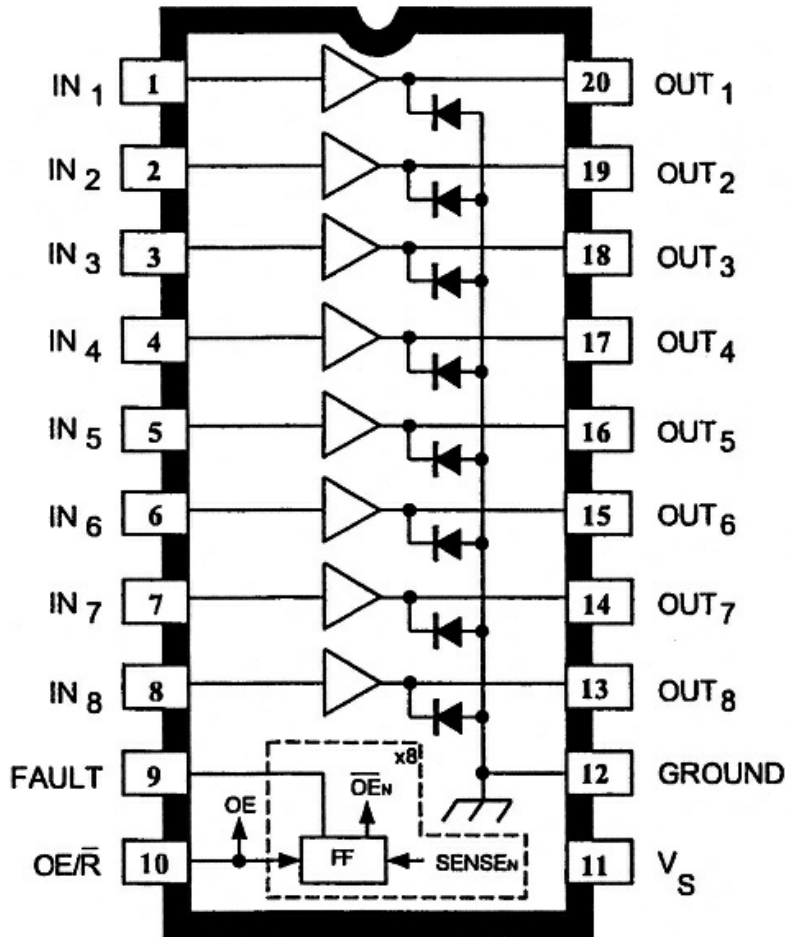 IN 1 1 20 OUT 1
IN 2 2 19 OUT 2
IN 3 3 18 OUT 3
IN 4 4 17 OUT 4
IN 5 5 16 OUT 5
IN 6 6 15 OUT 6
IN 7 7 14 OUT 7
IN 8 8 13 OUT 8
x8
FAULT 9 12 GROUND
OE OE̅N
OE/R̅ 10 FF SENSEN 11 VS